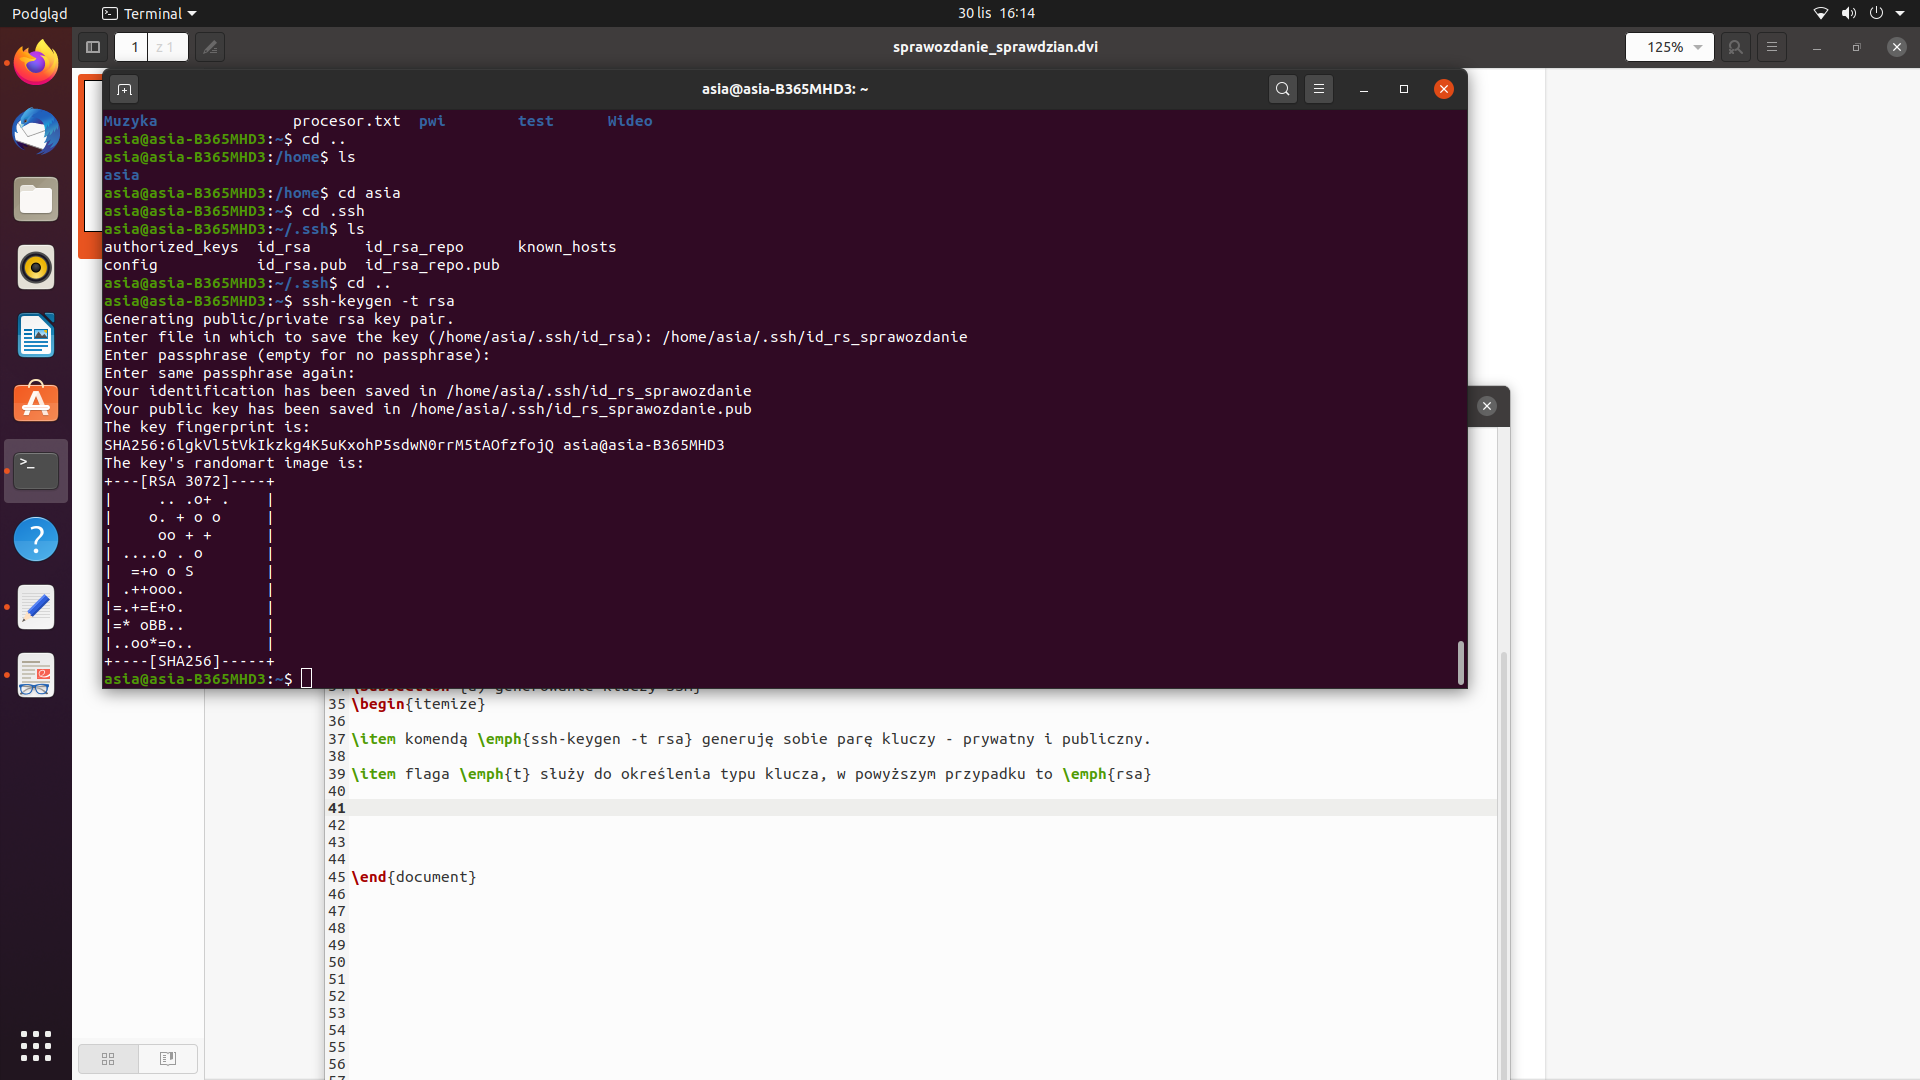 Podgląd Terminal 30 lis 16:14
1 z 1 sprawozdanie_sprawdzian.dvi 125%
asia@asia-B365MHD3: ~
Muzyka procesor.txt pwi test Wideo
asia@asia-B365MHD3:~$ cd ..
asia@asia-B365MHD3:/home$ ls
asia
asia@asia-B365MHD3:/home$ cd asia
asia@asia-B365MHD3:~$ cd .ssh
asia@asia-B365MHD3:~/.ssh$ ls
authorized_keys id_rsa id_rsa_repo known_hosts
config id_rsa.pub id_rsa_repo.pub
asia@asia-B365MHD3:~/.ssh$ cd ..
asia@asia-B365MHD3:~$ ssh-keygen -t rsa
Generating public/private rsa key pair.
Enter file in which to save the key (/home/asia/.ssh/id_rsa): /home/asia/.ssh/id_rs_sprawozdanie
Enter passphrase (empty for no passphrase):
Enter same passphrase again:
Your identification has been saved in /home/asia/.ssh/id_rs_sprawozdanie
Your public key has been saved in /home/asia/.ssh/id_rs_sprawozdanie.pub
The key fingerprint is:
SHA256:6lgkVl5tVkIkzkg4K5uKxohP5sdwN0rrM5tAOfzfojQ asia@asia-B365MHD3
The key's randomart image is:
+---[RSA 3072]----+
|     .. .o+ .    |
|    o. + o o     |
|     oo + +      |
| ....o . o       |
|  =+o o S        |
| .++ooo.         |
|=.+=E+o.         |
|=* oBB..         |
|..oo*=o..        |
+----[SHA256]-----+
asia@asia-B365MHD3:~$
35 \begin{itemize}
36
37 \item komendą \emph{ssh-keygen -t rsa} generuję sobie parę kluczy - prywatny i publiczny.
38
39 \item flaga \emph{t} służy do określenia typu klucza, w powyższym przypadku to \emph{rsa}
40
41
42
43
44
45 \end{document}
46
47
48
49
50
51
52
53
54
55
56